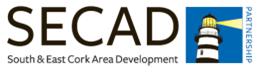 SECAD
South & East Cork Area Development
PARTNERSHIP